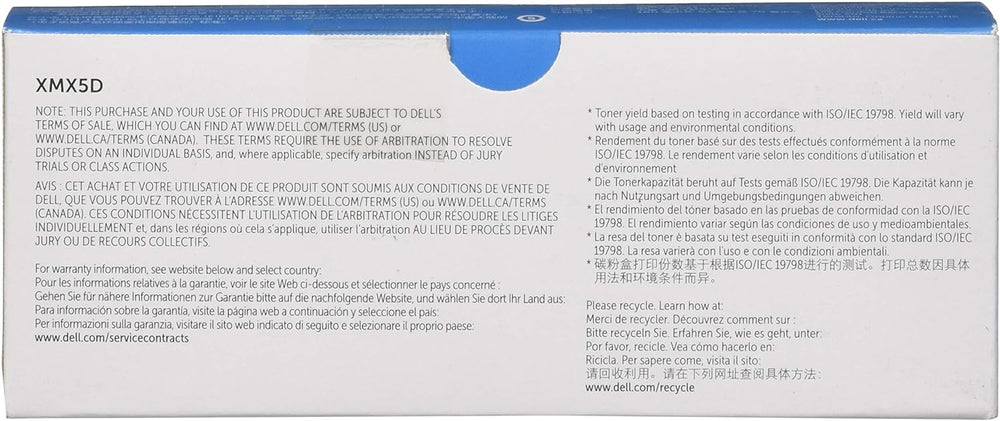 XMX5D
NOTE: THIS PURCHASE AND YOUR USE OF THIS PRODUCT ARE SUBJECT TO DELL'S
TERMS OF SALE, WHICH YOU CAN FIND AT WWW.DELL.COM/TERMS (US) or
WWW.DELL.CA/TERMS (CANADA). THESE TERMS REQUIRE THE USE OF ARBITRATION TO RESOLVE
DISPUTES ON AN INDIVIDUAL BASIS, and, where applicable, specify arbitration INSTEAD OF JURY
TRIALS OR CLASS ACTIONS.
AVIS : CET ACHAT ET VOTRE UTILISATION DE CE PRODUIT SONT SOUMIS AUX CONDITIONS DE VENTE DE
DELL, QUE VOUS POUVEZ TROUVER À L'ADRESSE WWW.DELL.COM/TERMS (US) ou WWW.DELL.CA/TERMS
(CANADA). CES CONDITIONS NÉCESSITENT L'UTILISATION DE L'ARBITRATION POUR RÉSOUDRE LES LITIGES
INDIVIDUELLEMENT et, dans les régions où cela s'applique, utiliser l'arbitration AU LIEU DE PROCÈS DEVANT
JURY OU DE RECOURS COLLECTIFS.
For warranty information, see website below and select country:
Pour les informations relatives à la garantie, voir le site Web ci-dessous et sélectionner le pays concerné :
Gehen Sie für nähere Informationen zur Garantie bitte auf die nachfolgende Website, und wählen Sie dort Ihr Land aus:
Para información sobre la garantía, visite la página web a continuación y seleccione el país:
Per informazioni sulla garanzia, visitare il sito web indicato di seguito e selezionare il proprio paese:
www.dell.com/servicecontracts
* Toner yield based on testing in accordance with ISO/IEC 19798. Yield will vary
with usage and environmental conditions.
* Rendement du toner basé sur des tests effectués conformément à la norme
ISO/IEC 19798. Le rendement varie selon les conditions d'utilisation et
d'environnement
* Die Tonerkapazität beruht auf Tests gemäß ISO/IEC 19798. Die Kapazität kann je
nach Nutzungsart und Umgebungsbedingungen abweichen.
* El rendimiento del tóner basado en las pruebas de conformidad con la ISO/IEC
19798. El rendimiento variar según las condiciones de uso y medioambientales.
* La resa del toner è basata su test eseguiti in conformità con lo standard ISO/IEC
19798. La resa varierà con l'uso e con le condizioni ambientali.
* 碳粉盒打印份数基于根据ISO/IEC 19798进行的测试。打印总数因具体
用法和环境条件而异。
Please recycle. Learn how at:
Merci de recycler. Découvrez comment sur :
Bitte recyceln Sie. Erfahren Sie, wie es geht, unter:
Por favor, recicle. Vea cómo hacerlo en:
Ricicla. Per sapere come, visita il sito:
请回收利用。请在下列网址查阅具体方法:
www.dell.com/recycle